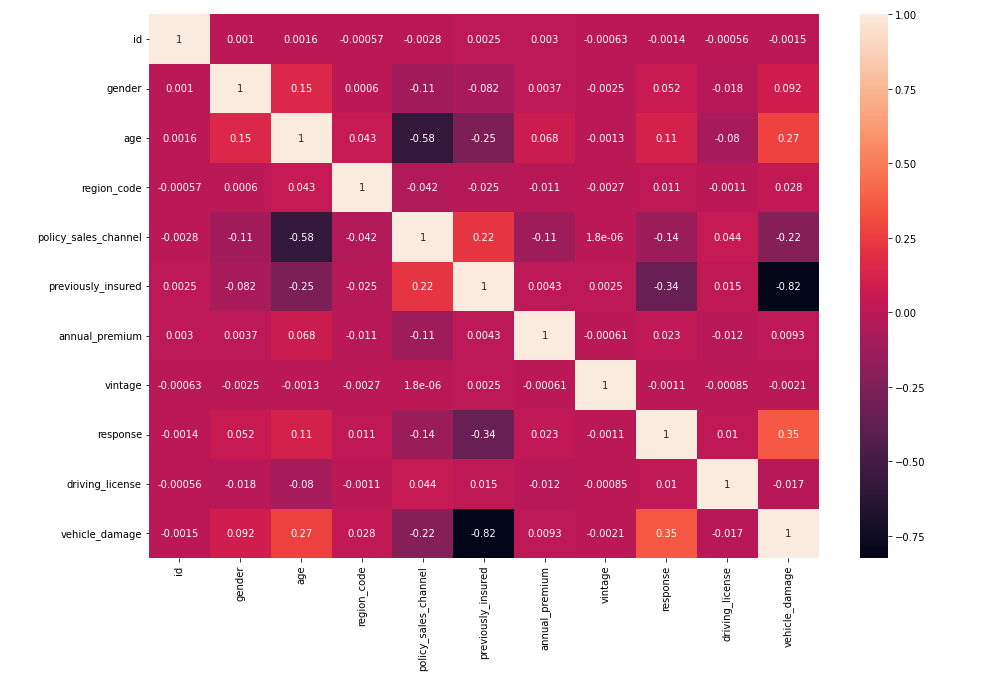 id 1 0.001 0.0016 -0.00057 -0.0028 0.0025 0.003 -0.00063 -0.0014 -0.00056 -0.0015
gender 0.001 1 0.15 0.0006 -0.11 -0.082 0.0037 -0.0025 0.052 -0.018 0.092
age 0.0016 0.15 1 0.043 -0.58 -0.25 0.068 -0.0013 0.11 -0.08 0.27
region_code -0.00057 0.0006 0.043 1 -0.042 -0.025 -0.011 -0.0027 0.011 -0.0011 0.028
policy_sales_channel -0.0028 -0.11 -0.58 -0.042 1 0.22 -0.11 1.8e-06 -0.14 0.044 -0.22
previously_insured 0.0025 -0.082 -0.25 -0.025 0.22 1 0.0043 0.0025 -0.34 0.015 -0.82
annual_premium 0.003 0.0037 0.068 -0.011 -0.11 0.0043 1 -0.00061 0.023 -0.012 0.0093
vintage -0.00063 -0.0025 -0.0013 -0.0027 1.8e-06 0.0025 -0.00061 1 -0.0011 -0.00085 -0.0021
response -0.0014 0.052 0.11 0.011 -0.14 -0.34 0.023 -0.0011 1 0.01 0.35
driving_license -0.00056 -0.018 -0.08 -0.0011 0.044 0.015 -0.012 -0.00085 0.01 1 -0.017
vehicle_damage -0.0015 0.092 0.27 0.028 -0.22 -0.82 0.0093 -0.0021 0.35 -0.017 1
id
gender
age
region_code
policy_sales_channel
previously_insured
annual_premium
vintage
response
driving_license
vehicle_damage
1.00
0.75
0.50
0.25
0.00
−0.25
−0.50
−0.75